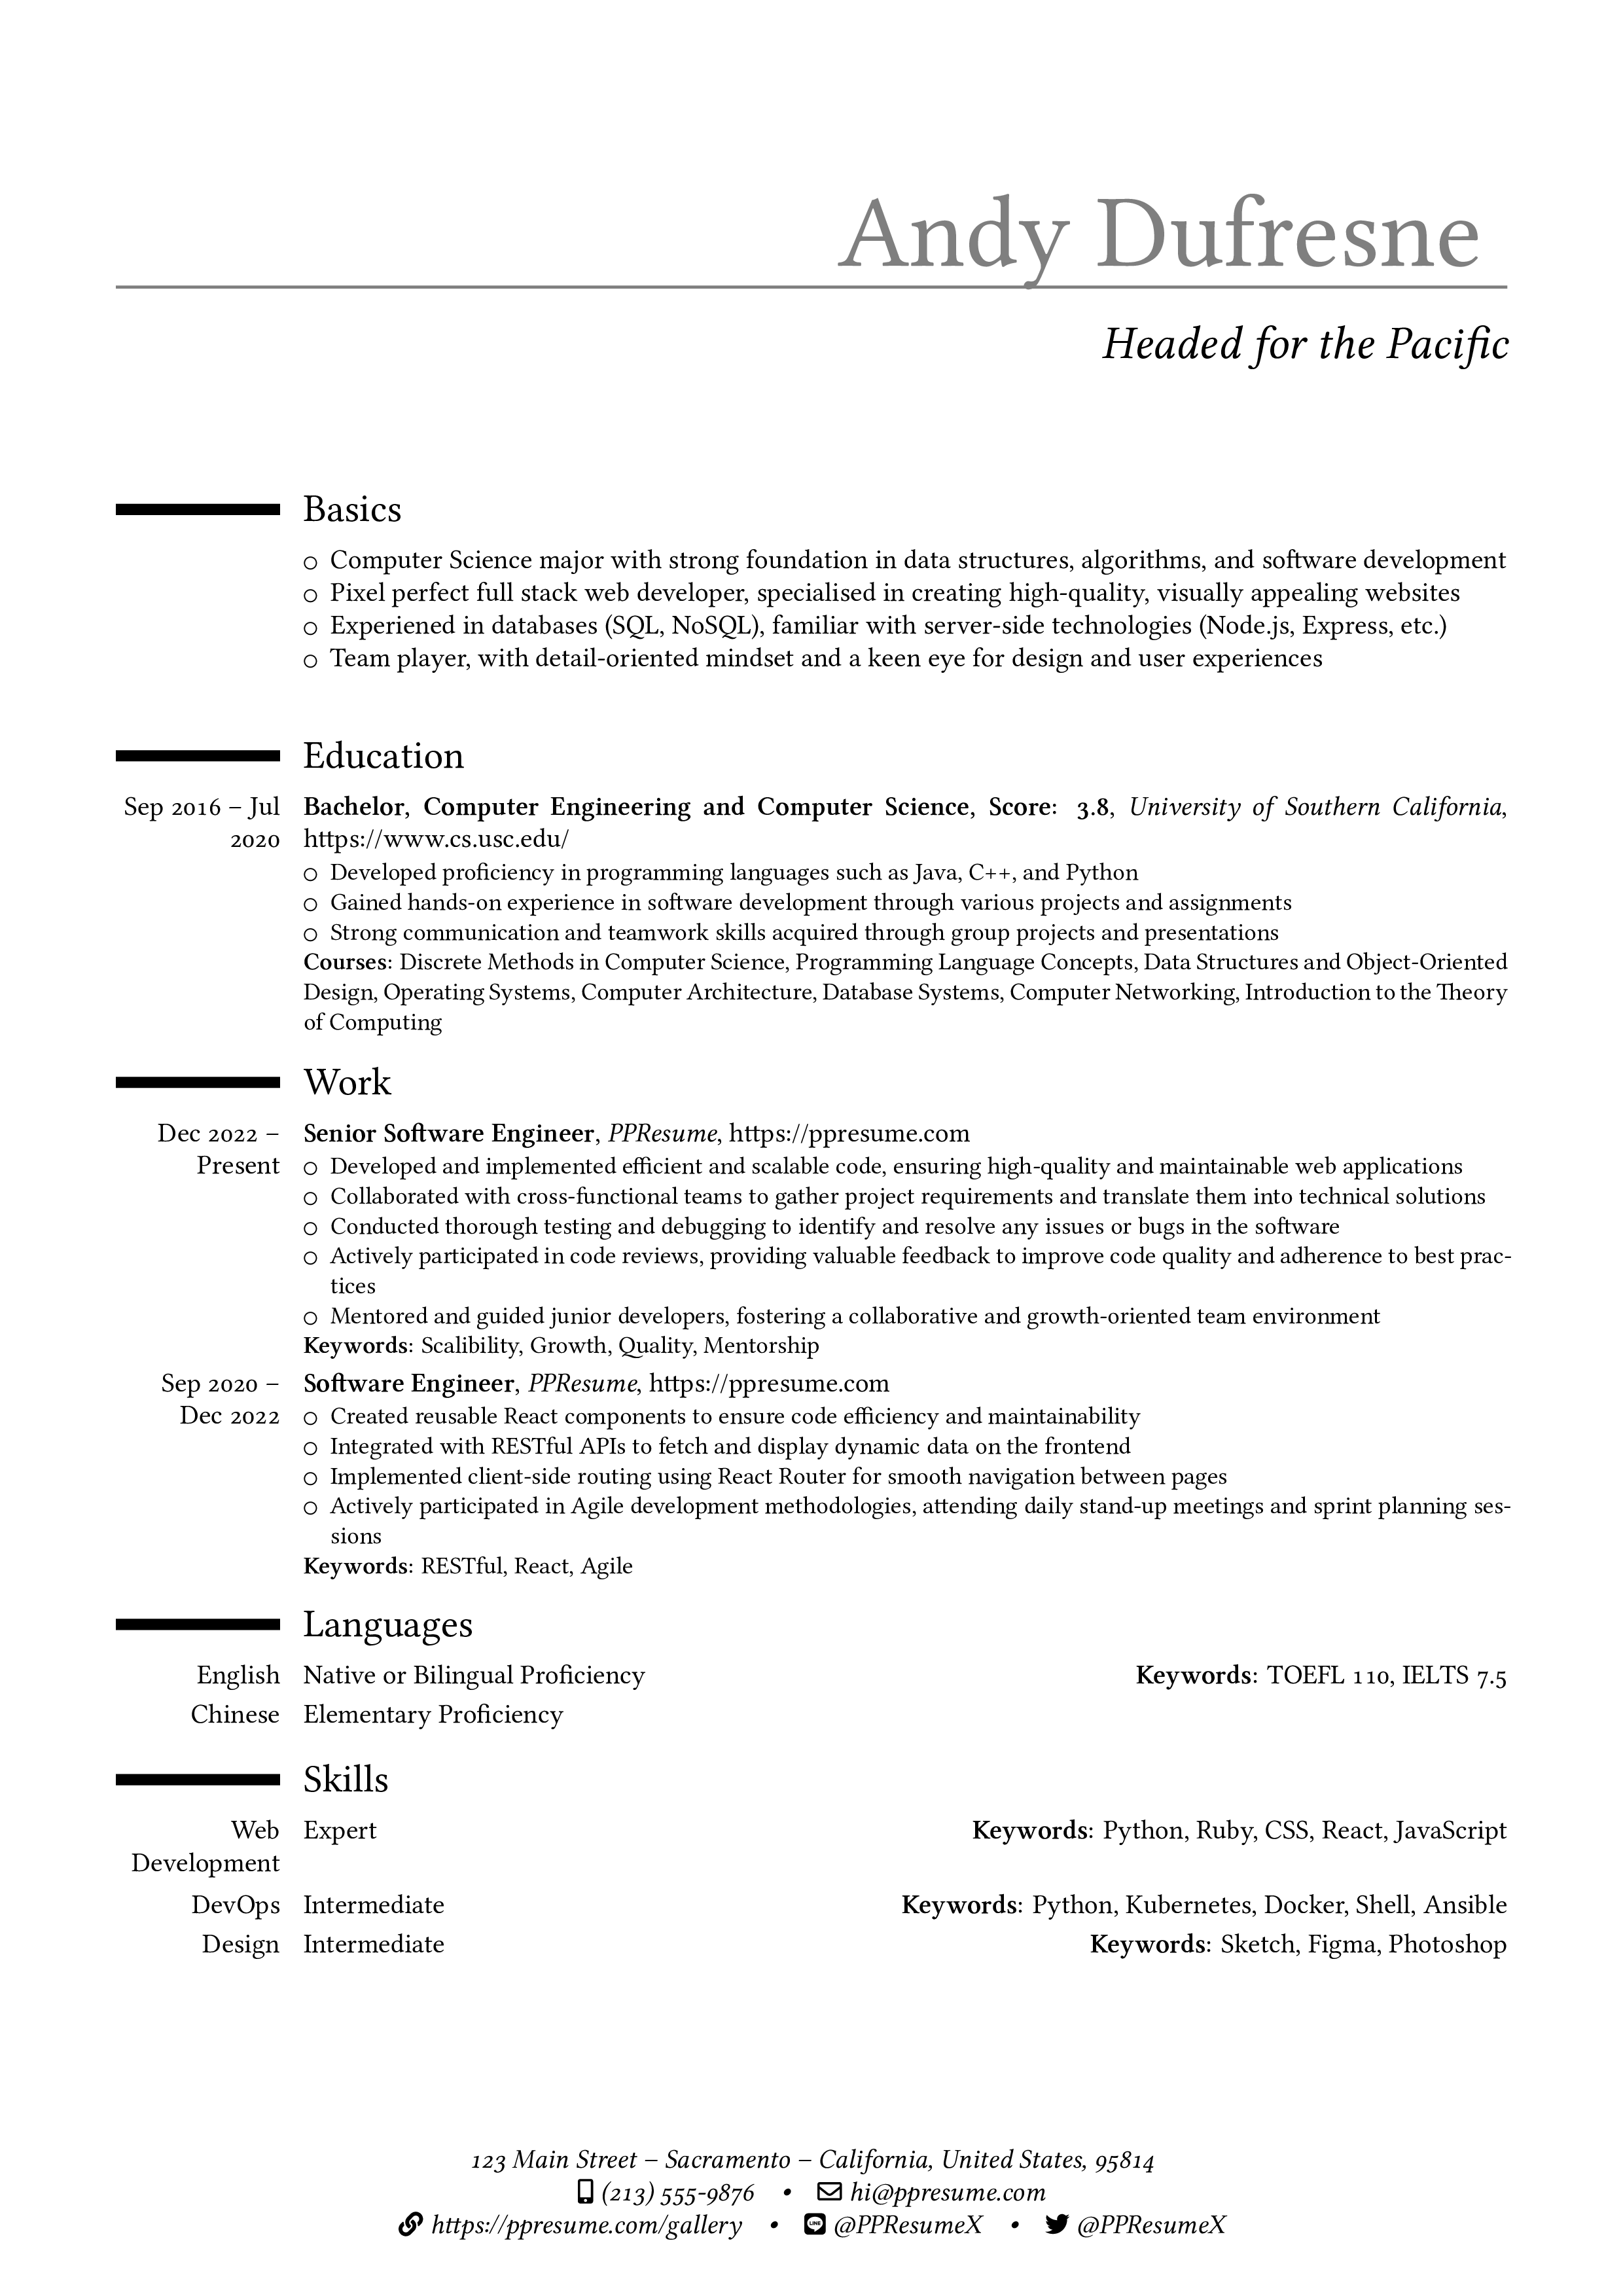 Andy Dufresne
Headed for the Pacific
Basics
○ Computer Science major with strong foundation in data structures, algorithms, and software development
○ Pixel perfect full stack web developer, specialised in creating high-quality, visually appealing websites
○ Experiened in databases (SQL, NoSQL), familiar with server-side technologies (Node.js, Express, etc.)
○ Team player, with detail-oriented mindset and a keen eye for design and user experiences
Education
Sep 2016 – Jul Bachelor, Computer Engineering and Computer Science, Score: 3.8, University of Southern California,
2020 https://www.cs.usc.edu/
○ Developed proficiency in programming languages such as Java, C++, and Python
○ Gained hands-on experience in software development through various projects and assignments
○ Strong communication and teamwork skills acquired through group projects and presentations
Courses: Discrete Methods in Computer Science, Programming Language Concepts, Data Structures and Object-Oriented
Design, Operating Systems, Computer Architecture, Database Systems, Computer Networking, Introduction to the Theory
of Computing
Work
Dec 2022 – Senior Software Engineer, PPResume, https://ppresume.com
Present ○ Developed and implemented efficient and scalable code, ensuring high-quality and maintainable web applications
○ Collaborated with cross-functional teams to gather project requirements and translate them into technical solutions
○ Conducted thorough testing and debugging to identify and resolve any issues or bugs in the software
○ Actively participated in code reviews, providing valuable feedback to improve code quality and adherence to best prac-
tices
○ Mentored and guided junior developers, fostering a collaborative and growth-oriented team environment
Keywords: Scalibility, Growth, Quality, Mentorship
Sep 2020 – Software Engineer, PPResume, https://ppresume.com
Dec 2022 ○ Created reusable React components to ensure code efficiency and maintainability
○ Integrated with RESTful APIs to fetch and display dynamic data on the frontend
○ Implemented client-side routing using React Router for smooth navigation between pages
○ Actively participated in Agile development methodologies, attending daily stand-up meetings and sprint planning ses-
sions
Keywords: RESTful, React, Agile
Languages
English Native or Bilingual Proficiency Keywords: TOEFL 110, IELTS 7.5
Chinese Elementary Proficiency
Skills
Web Expert Keywords: Python, Ruby, CSS, React, JavaScript
Development
DevOps Intermediate Keywords: Python, Kubernetes, Docker, Shell, Ansible
Design Intermediate Keywords: Sketch, Figma, Photoshop
123 Main Street – Sacramento – California, United States, 95814
(213) 555-9876 • hi@ppresume.com
https://ppresume.com/gallery • @PPResumeX • @PPResumeX